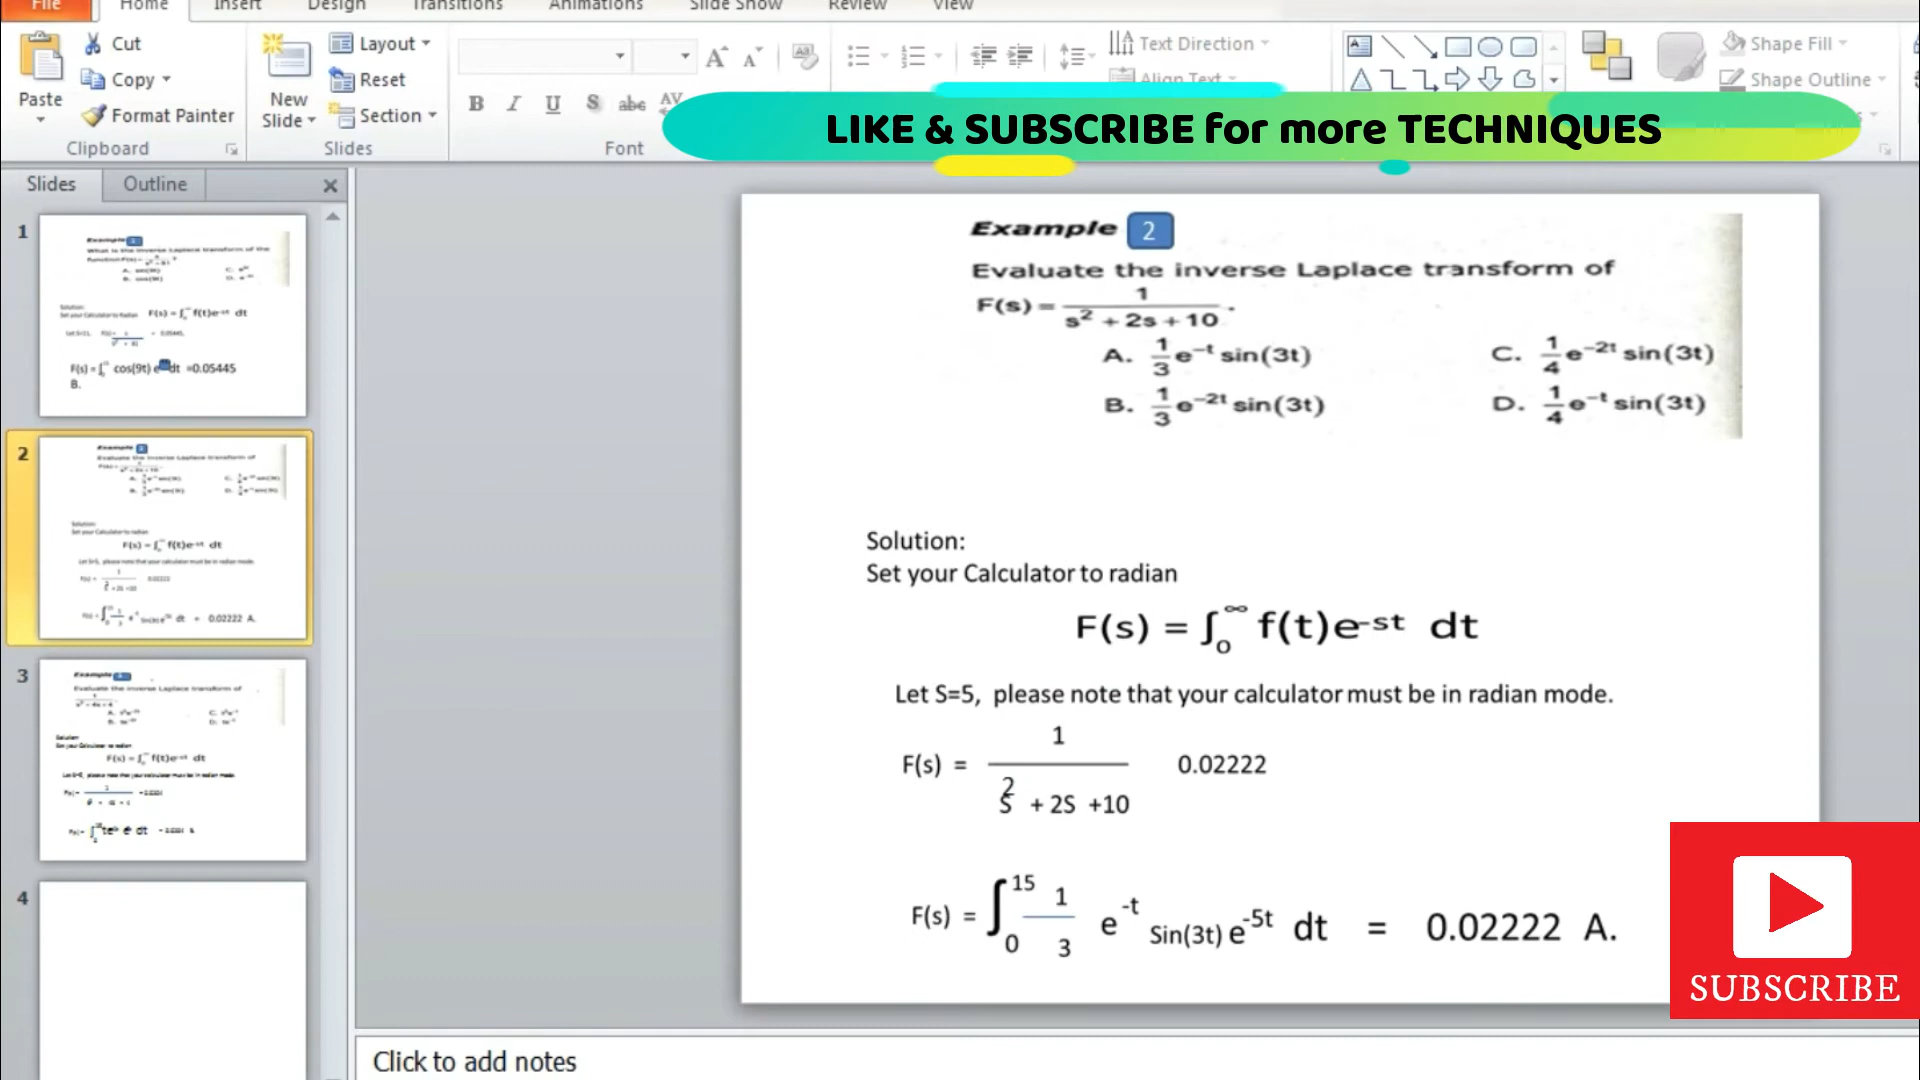 File Home Insert Design Transitions Animations Slide Show Review View
Cut
Copy
Format Painter
Paste
Clipboard
New Slide
Layout
Reset
Section
Slides
B I U S abc AV
Font
Text Direction
Align Text
Shape Fill
Shape Outline
LIKE & SUBSCRIBE for more TECHNIQUES
Slides Outline
1
2
3
4
Example 2
Evaluate the inverse Laplace transform of
F(s) = 1 / s² + 2s + 10 .
A. 1/3 e^-t sin(3t) C. 1/4 e^-2t sin(3t)
B. 1/3 e^-2t sin(3t) D. 1/4 e^-t sin(3t)
Solution:
Set your Calculator to radian
F(s) = ∫₀^∞ f(t)e^-st dt
Let S=5, please note that your calculator must be in radian mode.
F(s) = 1 / S² + 2S +10 0.02222
F(s) = ∫₀^15 1/3 e^-t Sin(3t) e^-5t dt = 0.02222 A.
SUBSCRIBE
Click to add notes